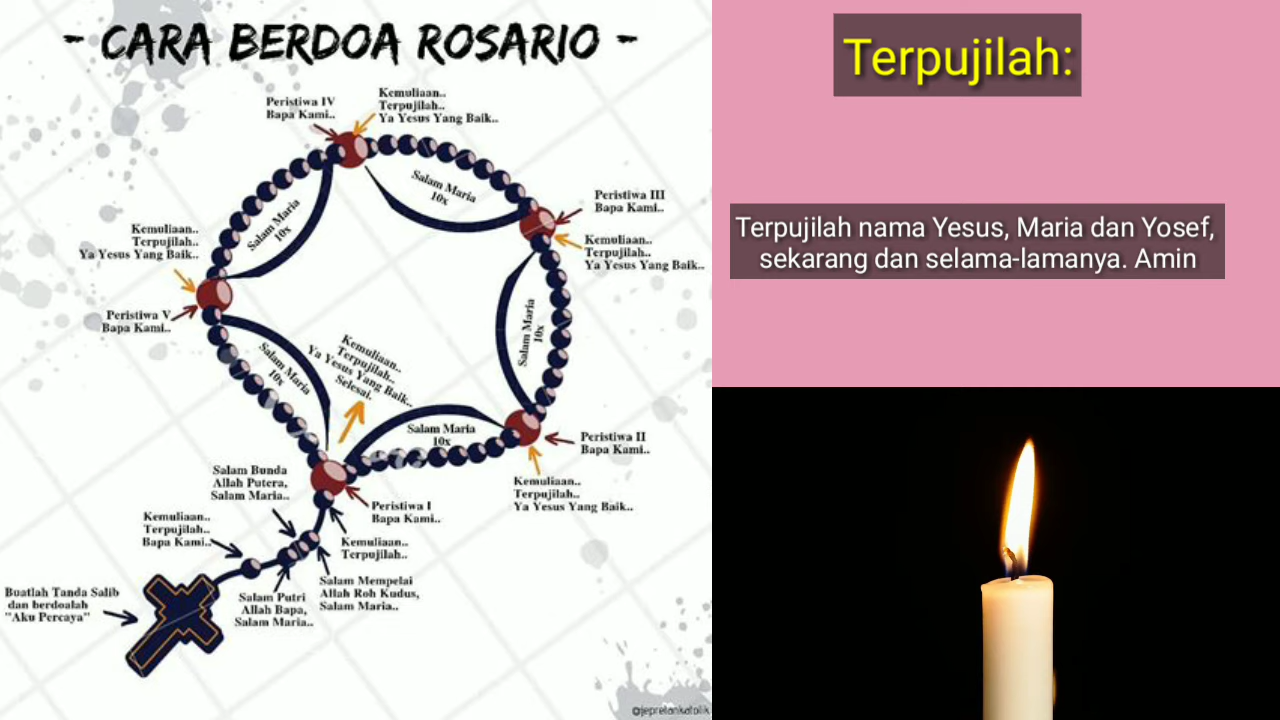 - CARA BERDOA ROSARIO -
Peristiwa IV
Bapa Kami..
Kemuliaan..
Terpujilah..
Ya Yesus Yang Baik..
Salam Maria
10x
Peristiwa III
Bapa Kami..
Kemuliaan..
Terpujilah..
Ya Yesus Yang Baik..
Salam Maria
10x
Kemuliaan..
Terpujilah..
Ya Yesus Yang Baik..
Peristiwa V
Bapa Kami..
Salam Maria
10x
Salam Maria
10x
Kemuliaan..
Terpujilah..
Ya Yesus Yang Baik..
Selesai.
Salam Maria
10x
Peristiwa II
Bapa Kami..
Kemuliaan..
Terpujilah..
Ya Yesus Yang Baik..
Salam Bunda
Allah Putera,
Salam Maria..
Peristiwa I
Bapa Kami..
Kemuliaan..
Terpujilah..
Bapa Kami..
Kemuliaan..
Terpujilah..
Salam Mempelai
Allah Roh Kudus,
Salam Maria..
Salam Putri
Allah Bapa,
Salam Maria..
Buatlah Tanda Salib
dan berdoalah
"Aku Percaya"
@jepretankatolik
Terpujilah:
Terpujilah nama Yesus, Maria dan Yosef,
sekarang dan selama-lamanya. Amin